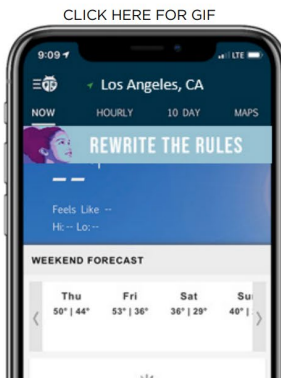 CLICK HERE FOR GIF
9:09
LTE
Los Angeles, CA
NOW HOURLY 10 DAY MAPS
REWRITE THE RULES
--
Feels Like --
Hi: -- Lo: --
WEEKEND FORECAST
Thu Fri Sat
50° | 44° 53° | 36° 36° | 29° 40° |